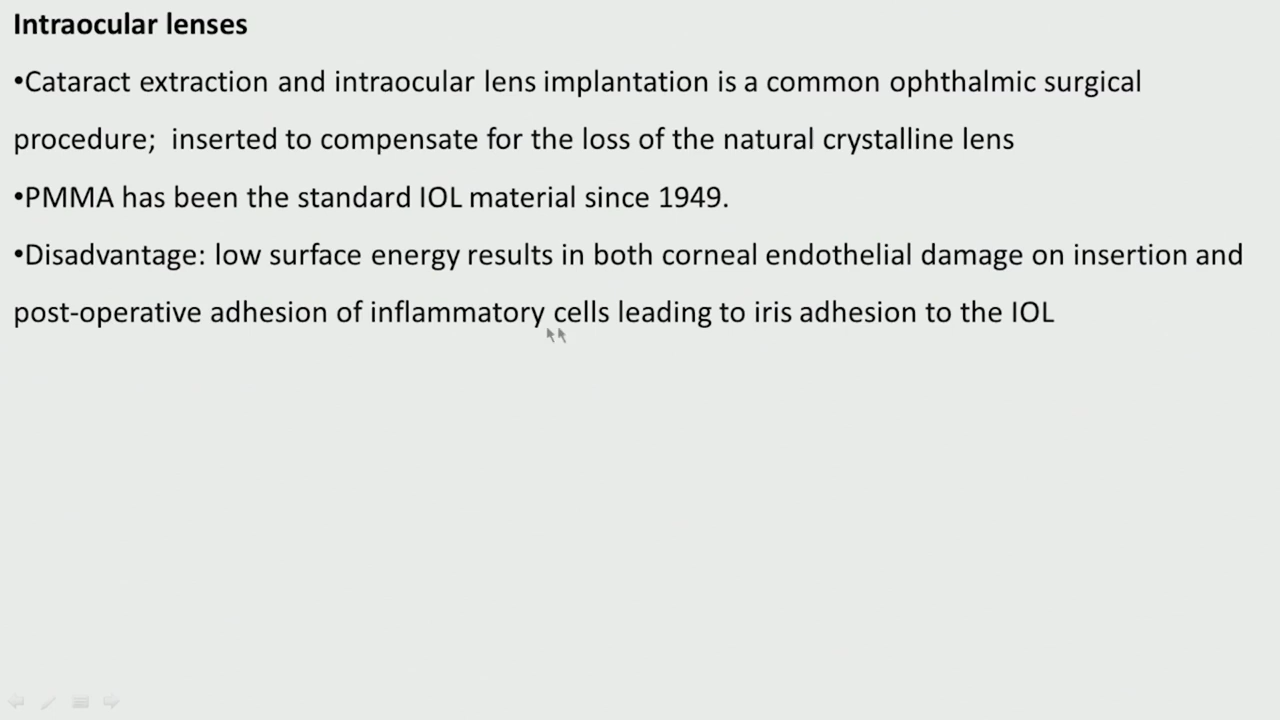 Intraocular lenses
•Cataract extraction and intraocular lens implantation is a common ophthalmic surgical
procedure;  inserted to compensate for the loss of the natural crystalline lens
•PMMA has been the standard IOL material since 1949.
•Disadvantage: low surface energy results in both corneal endothelial damage on insertion and
post-operative adhesion of inflammatory cells leading to iris adhesion to the IOL